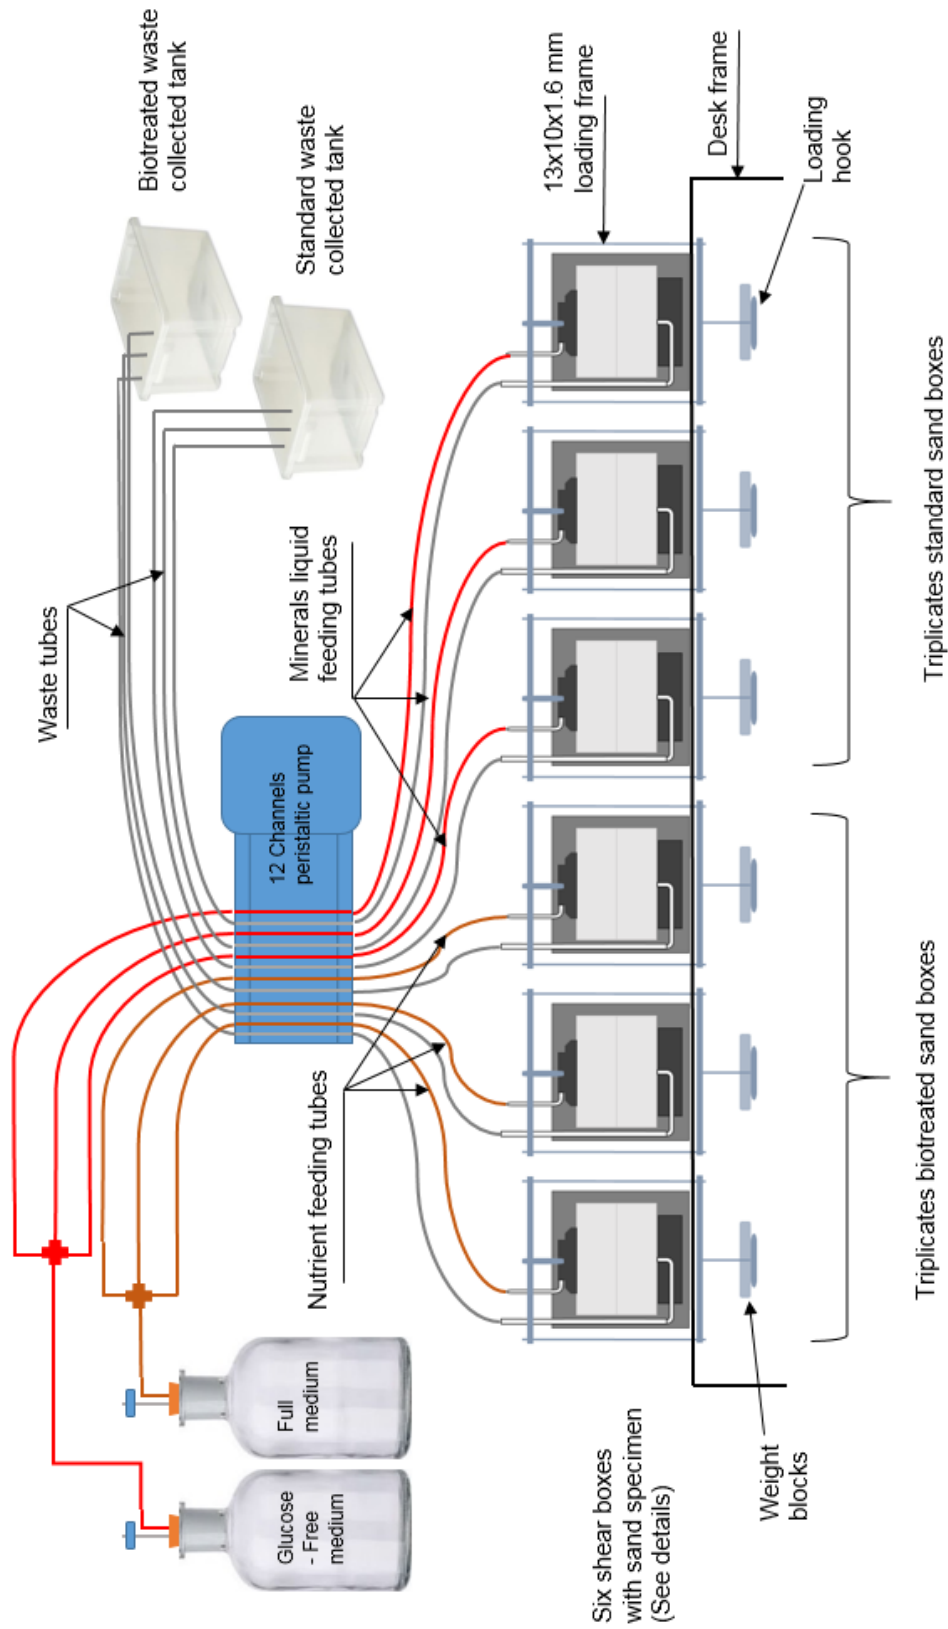 Biotreated waste
collected tank
Standard waste
collected tank
Waste tubes
Minerals liquid
feeding tubes
12 Channels
peristaltic pump
Nutrient feeding tubes
Full
medium
Glucose
- Free
medium
13x10x1.6 mm
loading frame
Desk frame
Loading
hook
Six shear boxes
with sand specimen
(See details)
Weight
blocks
Triplicates biotreated sand boxes
Triplicates standard sand boxes